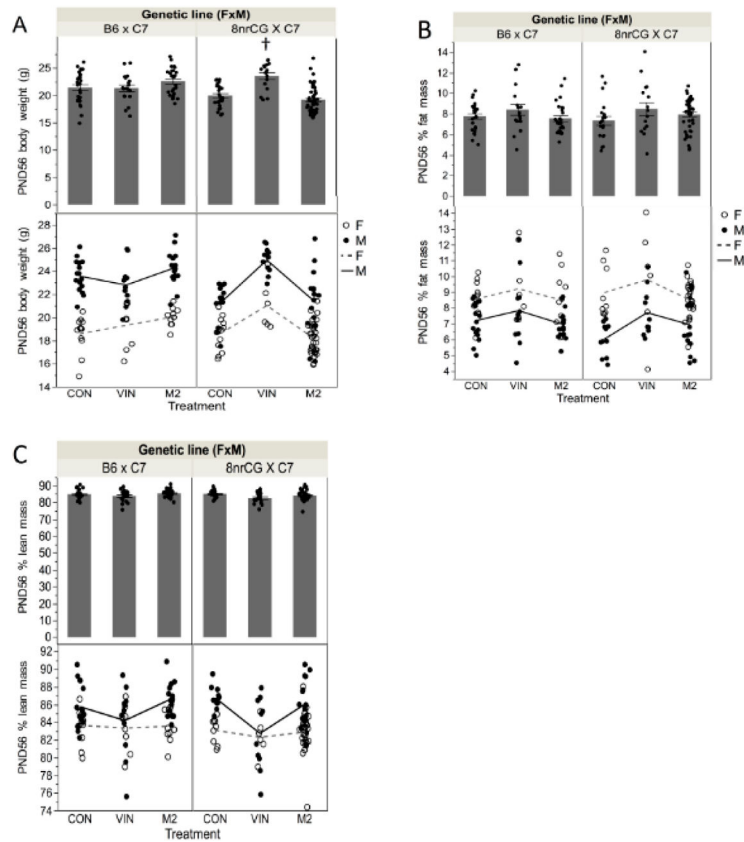 A
Genetic line (FxM)
B6 x C7
8nrCG X C7
†
PND56 body weight (g)
25
20
15
10
5
0
PND56 body weight (g)
28
26
24
22
20
18
16
14
F
M
F
M
CON
VIN
M2
CON
VIN
M2
Treatment
B
Genetic line (FxM)
B6 x C7
8nrCG X C7
PND56 % fat mass
14
12
10
8
6
4
2
0
PND56 % fat mass
14
13
12
11
10
9
8
7
6
5
4
F
M
F
M
CON
VIN
M2
CON
VIN
M2
Treatment
C
Genetic line (FxM)
B6 x C7
8nrCG X C7
PND56 % lean mass
90
80
70
60
50
40
30
20
10
0
PND56 % lean mass
92
90
88
86
84
82
80
78
76
74
F
M
F
M
CON
VIN
M2
CON
VIN
M2
Treatment